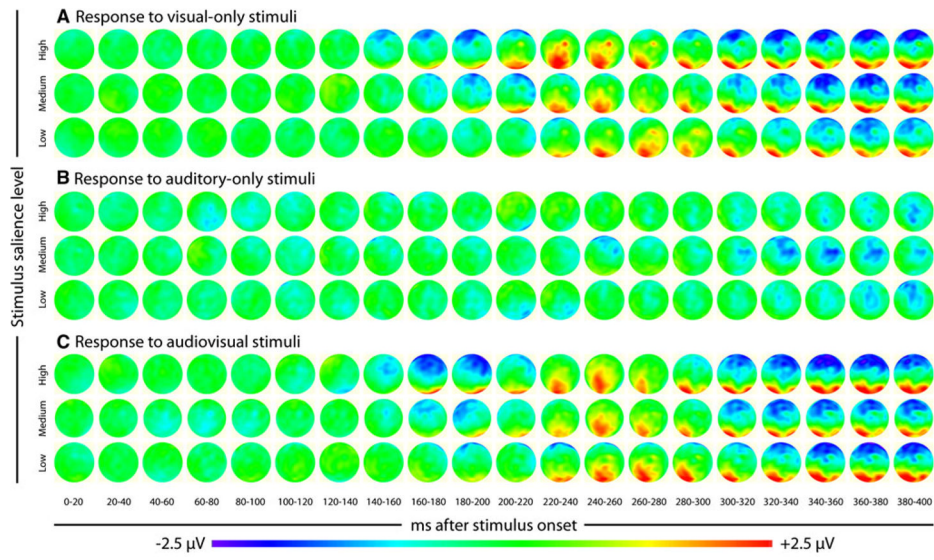 A Response to visual-only stimuli
High
Medium
Low
B Response to auditory-only stimuli
High
Medium
Low
C Response to audiovisual stimuli
High
Medium
Low
Stimulus salience level
0-20 20-40 40-60 60-80 80-100 100-120 120-140 140-160 160-180 180-200 200-220 220-240 240-260 260-280 280-300 300-320 320-340 340-360 360-380 380-400
ms after stimulus onset
-2.5 μV +2.5 μV